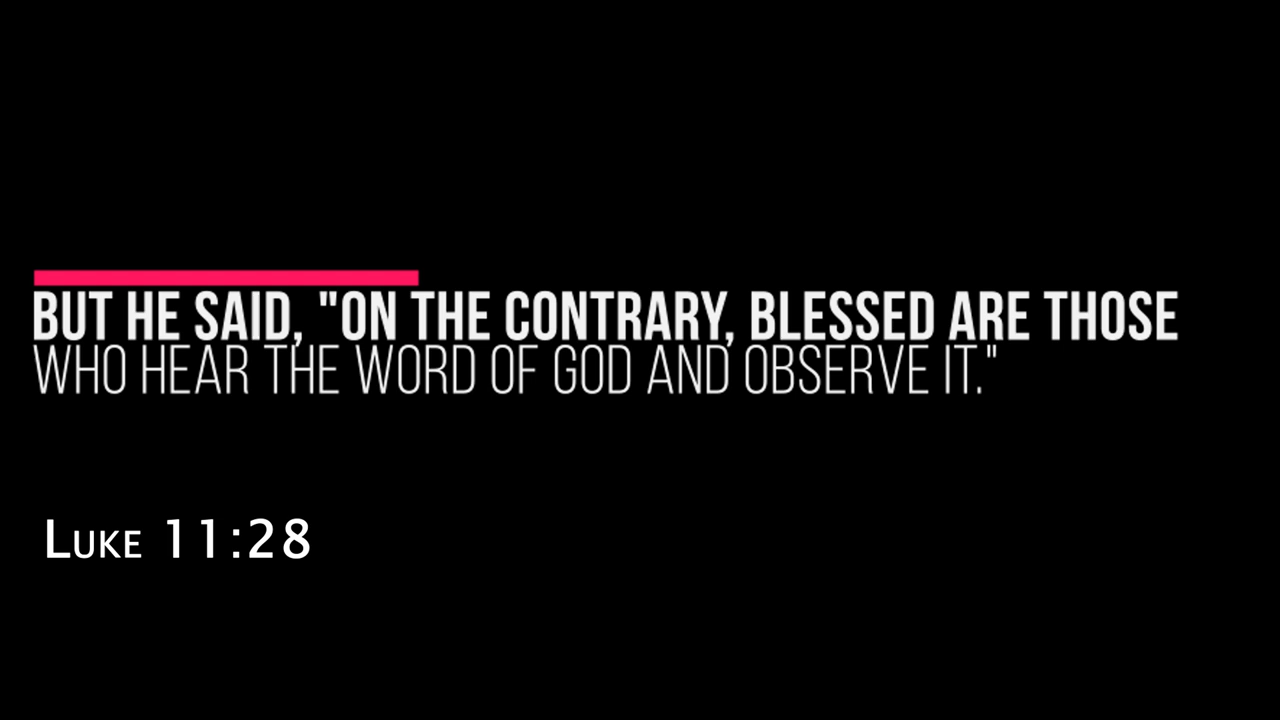 BUT HE SAID, "ON THE CONTRARY, BLESSED ARE THOSE
WHO HEAR THE WORD OF GOD AND OBSERVE IT."
Luke 11:28